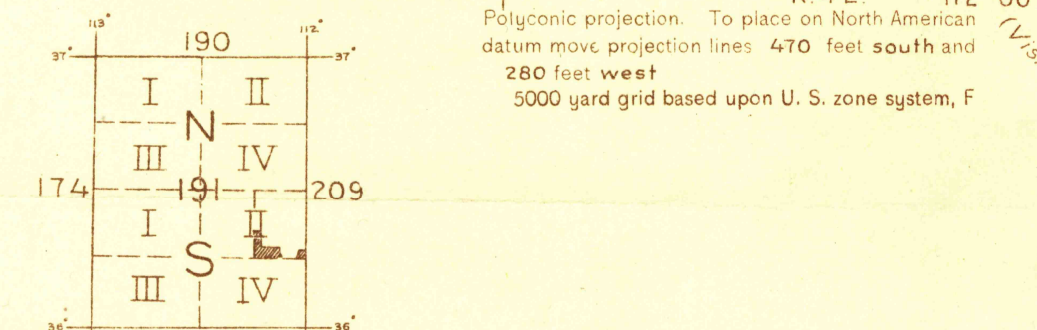 113° 112°
190
37° 37°
I II
N
III IV
174 191 209
I II
S
III IV
36° 36°
Polyconic projection. To place on North American
datum move projection lines 470 feet south and
280 feet west
5000 yard grid based upon U. S. zone system, F